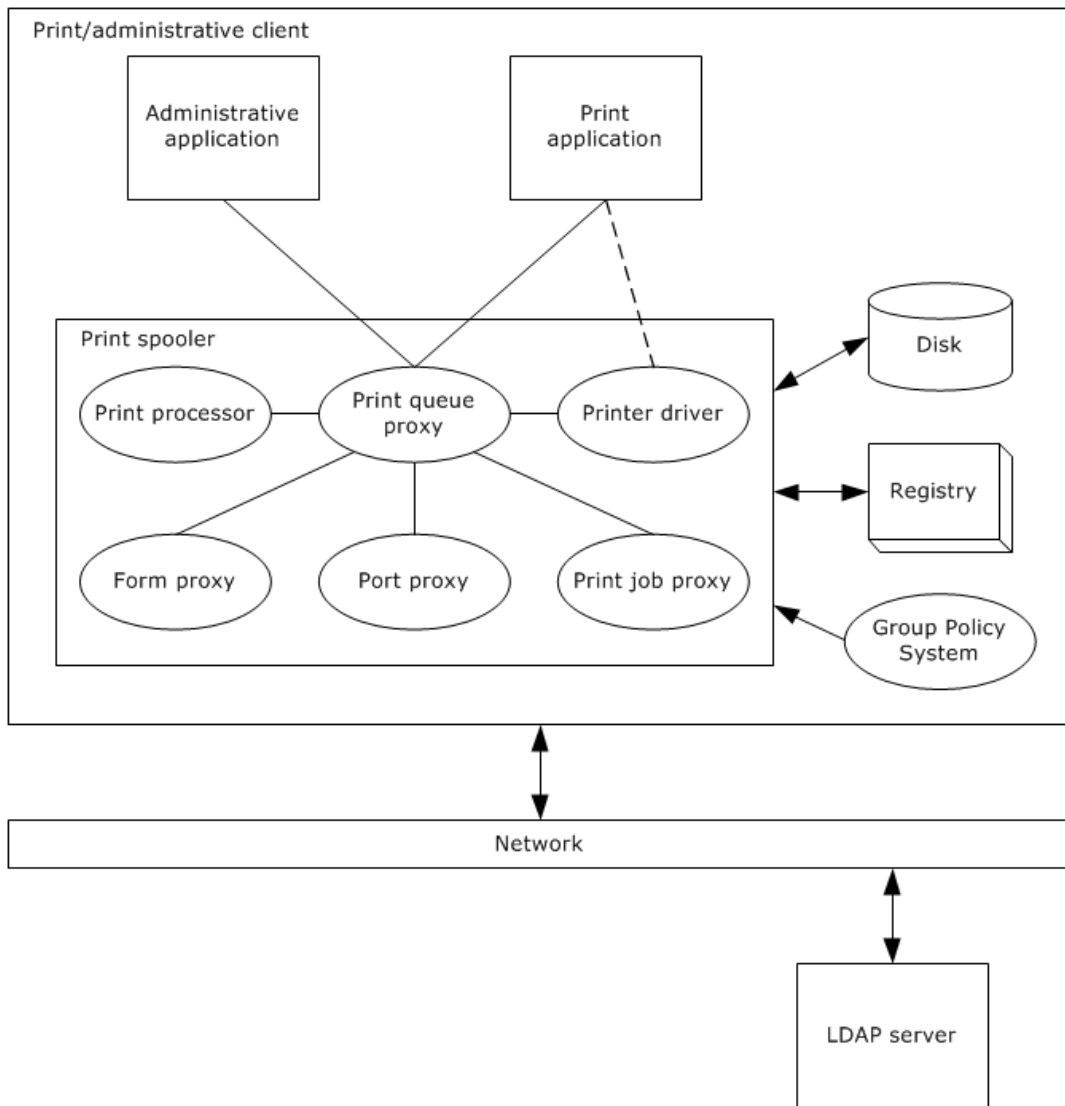 Print/administrative client
Administrative
application
Print
application
Print spooler
Disk
Print processor
Print queue
proxy
Printer driver
Registry
Form proxy
Port proxy
Print job proxy
Group Policy
System
Network
LDAP server